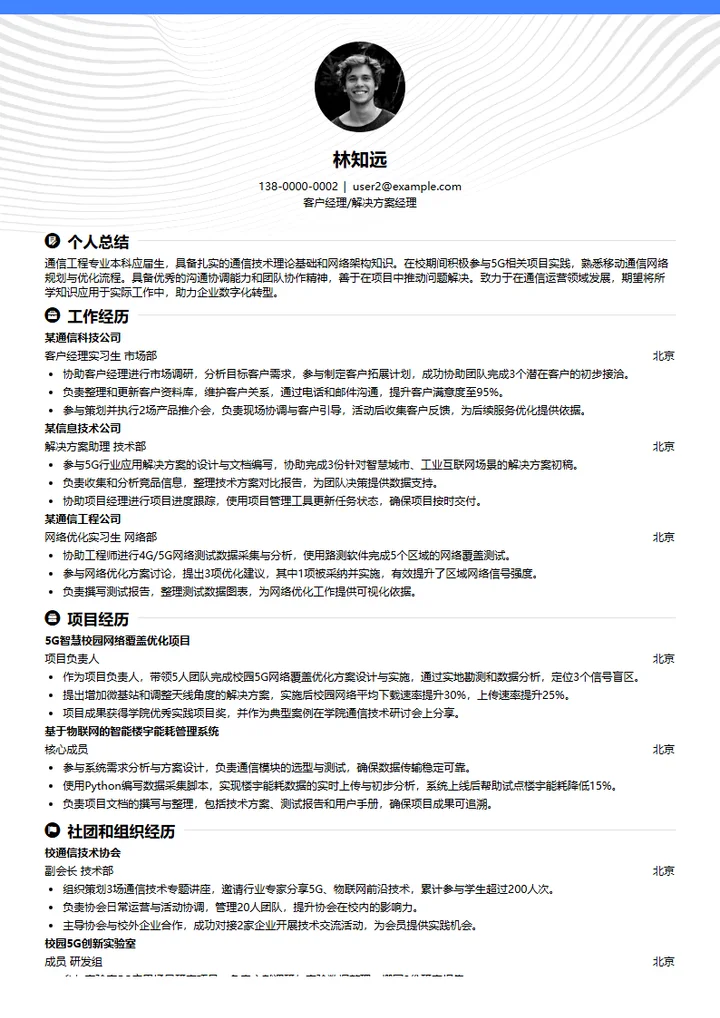 林知远
138-0000-0002 | user2@example.com
客户经理/解决方案经理
个人总结
通信工程专业本科应届生，具备扎实的通信技术理论基础和网络架构知识。在校期间积极参与5G相关项目实践，熟悉移动通信网络
规划与优化流程。具备优秀的沟通协调能力和团队协作精神，善于在项目中推动问题解决。致力于在通信运营领域发展，期望将所
学知识应用于实际工作中，助力企业数字化转型。
工作经历
某通信科技公司
客户经理实习生 市场部 北京
• 协助客户经理进行市场调研，分析目标客户需求，参与制定客户拓展计划，成功协助团队完成3个潜在客户的初步接洽。
• 负责整理和更新客户资料库，维护客户关系，通过电话和邮件沟通，提升客户满意度至95%。
• 参与策划并执行2场产品推介会，负责现场协调与客户引导，活动后收集客户反馈，为后续服务优化提供依据。
某信息技术公司
解决方案助理 技术部 北京
• 参与5G行业应用解决方案的设计与文档编写，协助完成3份针对智慧城市、工业互联网场景的解决方案初稿。
• 负责收集和分析竞品信息，整理技术方案对比报告，为团队决策提供数据支持。
• 协助项目经理进行项目进度跟踪，使用项目管理工具更新任务状态，确保项目按时交付。
某通信工程公司
网络优化实习生 网络部 北京
• 协助工程师进行4G/5G网络测试数据采集与分析，使用路测软件完成5个区域的网络覆盖测试。
• 参与网络优化方案讨论，提出3项优化建议，其中1项被采纳并实施，有效提升了区域网络信号强度。
• 负责撰写测试报告，整理测试数据图表，为网络优化工作提供可视化依据。
项目经历
5G智慧校园网络覆盖优化项目
项目负责人 北京
• 作为项目负责人，带领5人团队完成校园5G网络覆盖优化方案设计与实施，通过实地勘测和数据分析，定位3个信号盲区。
• 提出增加微基站和调整天线角度的解决方案，实施后校园网络平均下载速率提升30%，上传速率提升25%。
• 项目成果获得学院优秀实践项目奖，并作为典型案例在学院通信技术研讨会上分享。
基于物联网的智能楼宇能耗管理系统
核心成员 北京
• 参与系统需求分析与方案设计，负责通信模块的选型与测试，确保数据传输稳定可靠。
• 使用Python编写数据采集脚本，实现楼宇能耗数据的实时上传与初步分析，系统上线后帮助试点楼宇能耗降低15%。
• 负责项目文档的撰写与整理，包括技术方案、测试报告和用户手册，确保项目成果可追溯。
社团和组织经历
校通信技术协会
副会长 技术部 北京
• 组织策划3场通信技术专题讲座，邀请行业专家分享5G、物联网前沿技术，累计参与学生超过200人次。
• 负责协会日常运营与活动协调，管理20人团队，提升协会在校内的影响力。
• 主导协会与校外企业合作，成功对接2家企业开展技术交流活动，为会员提供实践机会。
校园5G创新实验室
成员 研发组 北京